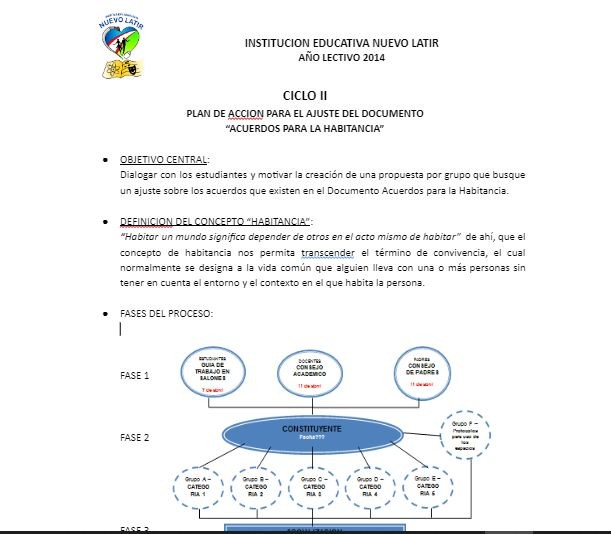 NUEVO LATIR
INSTITUCION EDUCATIVA NUEVO LATIR
AÑO LECTIVO 2014
CICLO II
PLAN DE ACCION PARA EL AJUSTE DEL DOCUMENTO
“ACUERDOS PARA LA HABITANCIA”
• OBJETIVO CENTRAL:
Dialogar con los estudiantes y motivar la creación de una propuesta por grupo que busque
un ajuste sobre los acuerdos que existen en el Documento Acuerdos para la Habitancia.
• DEFINICION DEL CONCEPTO “HABITANCIA”:
“Habitar un mundo significa depender de otros en el acto mismo de habitar” de ahí, que el
concepto de habitancia nos permita transcender el término de convivencia, el cual
normalmente se designa a la vida común que alguien lleva con una o más personas sin
tener en cuenta el entorno y el contexto en el que habita la persona.
• FASES DEL PROCESO:
FASE 1
ESTUDIANTES
GUIA DE
TRABAJO EN
SALONES
7 de abril
DOCENTES
CONSEJO
ACADEMICO
11 de abril
PADRES
CONSEJO
DE PADRES
11 de abril
FASE 2
CONSTITUYENTE
Fecha???
Grupo F –
Protocolos
para uso de
los
espacios
Grupo A –
CATEGO
RIA 1
Grupo B –
CATEGO
RIA 2
Grupo C –
CATEGO
RIA 3
Grupo D –
CATEGO
RIA 4
Grupo E –
CATEGO
RIA 5
FASE 3